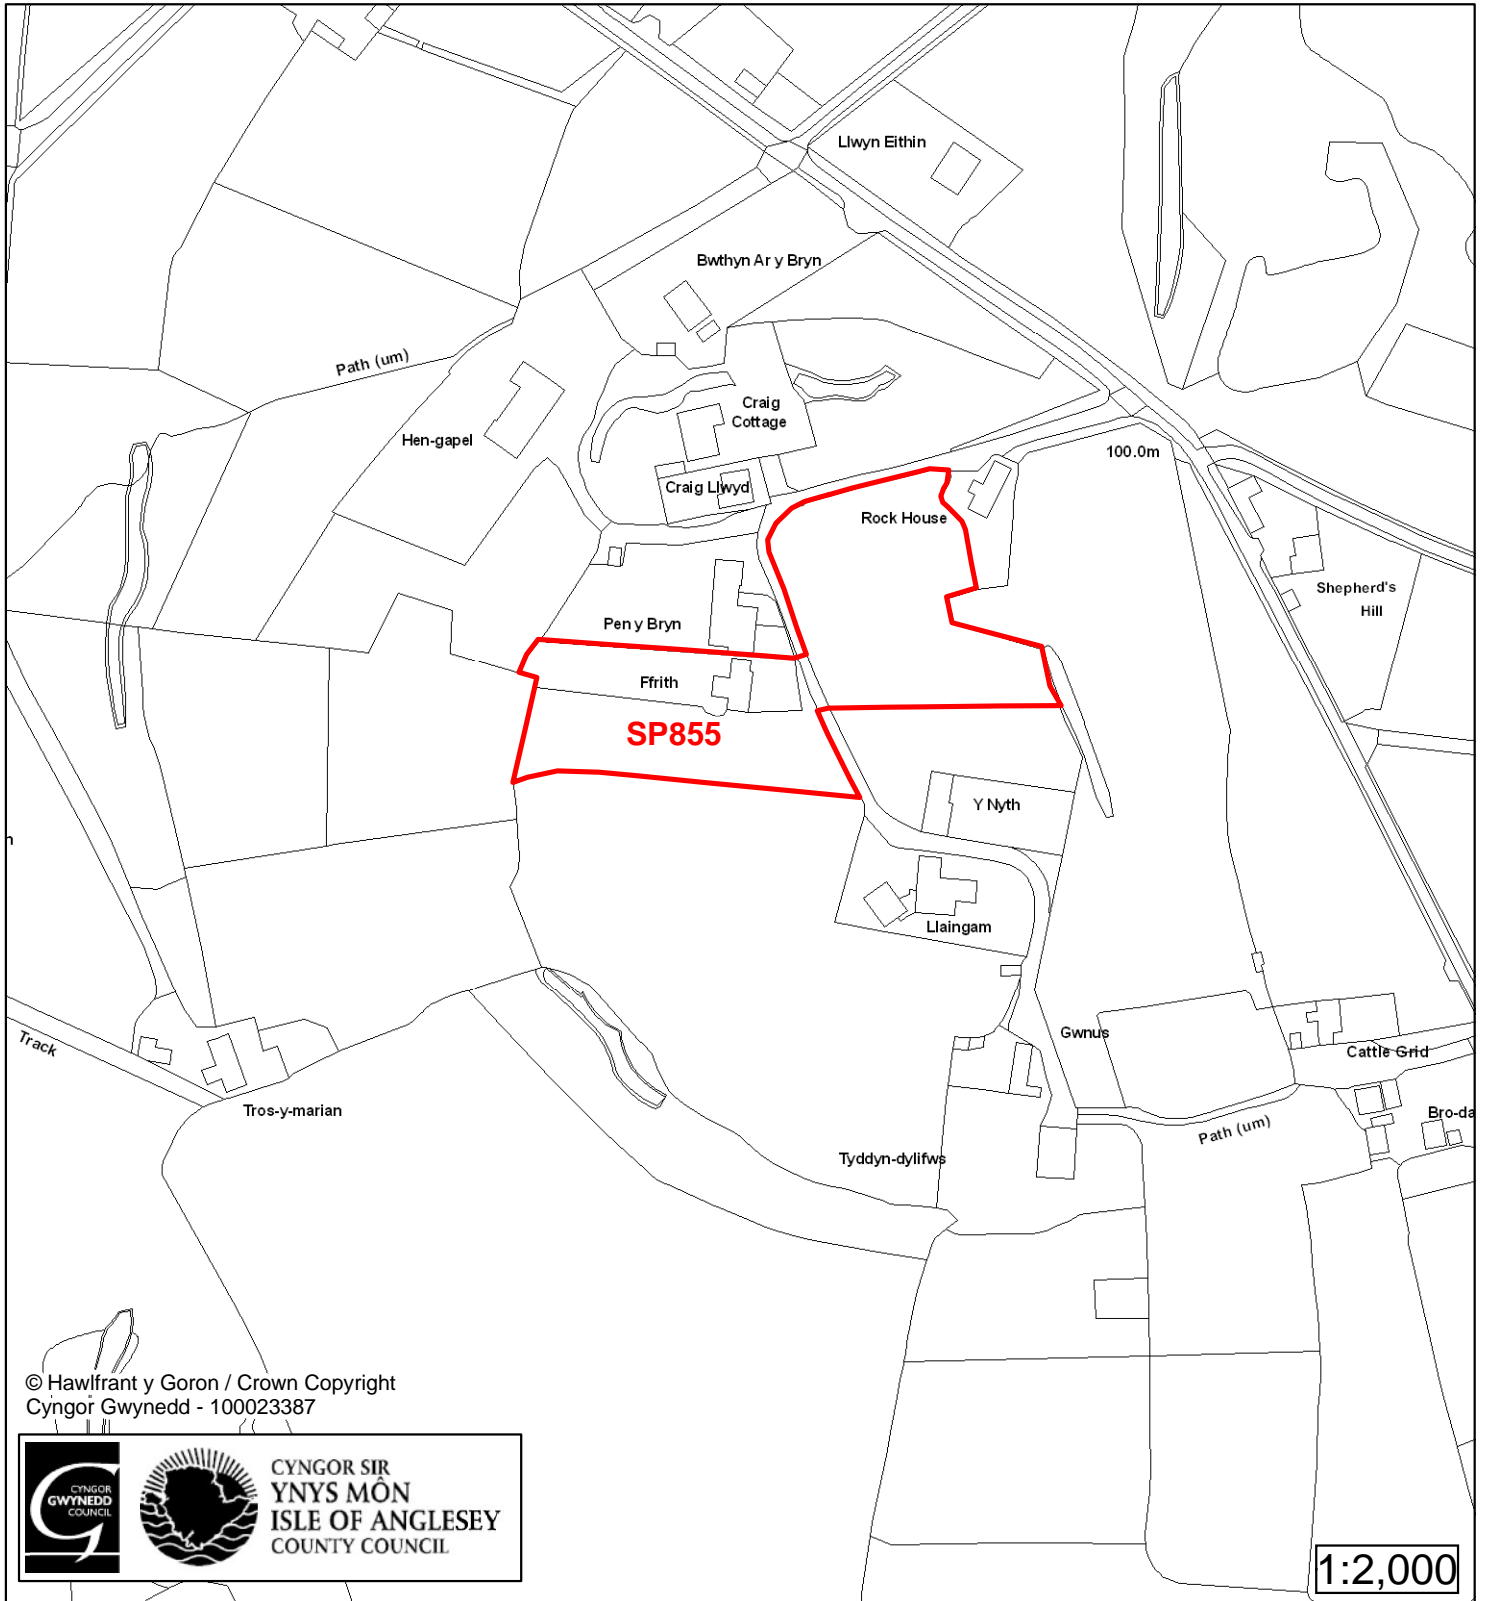 Llwyn Eithin
Bwthyn Ar y Bryn
Path (um)
Craig
Cottage
Hen-gapel
100.0m
Craig Llwyd
Rock House
Shepherd's
Hill
Pen y Bryn
Ffrith
SP855
Y Nyth
Llaingam
Gwnus
Track
Cattle Grid
Tros-y-marian
Bro-da
Path (um)
Tyddyn-dylifws
© Hawlfrant y Goron / Crown Copyright
Cyngor Gwynedd - 100023387
CYNGOR
GWYNEDD
COUNCIL
CYNGOR SIR
YNYS MÔN
ISLE OF ANGLESEY
COUNTY COUNCIL
1:2,000